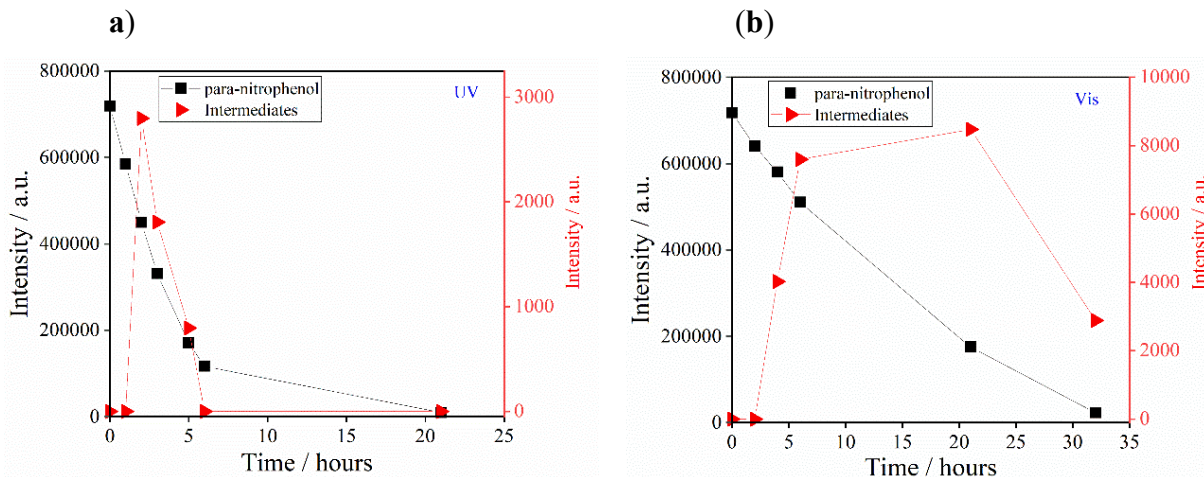 a)
(b)
800000
600000
400000
200000
0
Intensity / a.u.
para-nitrophenol
Intermediates
UV
3000
2000
1000
0
Intensity / a.u.
0
5
10
15
20
25
Time / hours
800000
600000
400000
200000
0
Intensity / a.u.
para-nitrophenol
Intermediates
Vis
10000
8000
6000
4000
2000
0
Intensity / a.u.
0
5
10
15
20
25
30
35
Time / hours